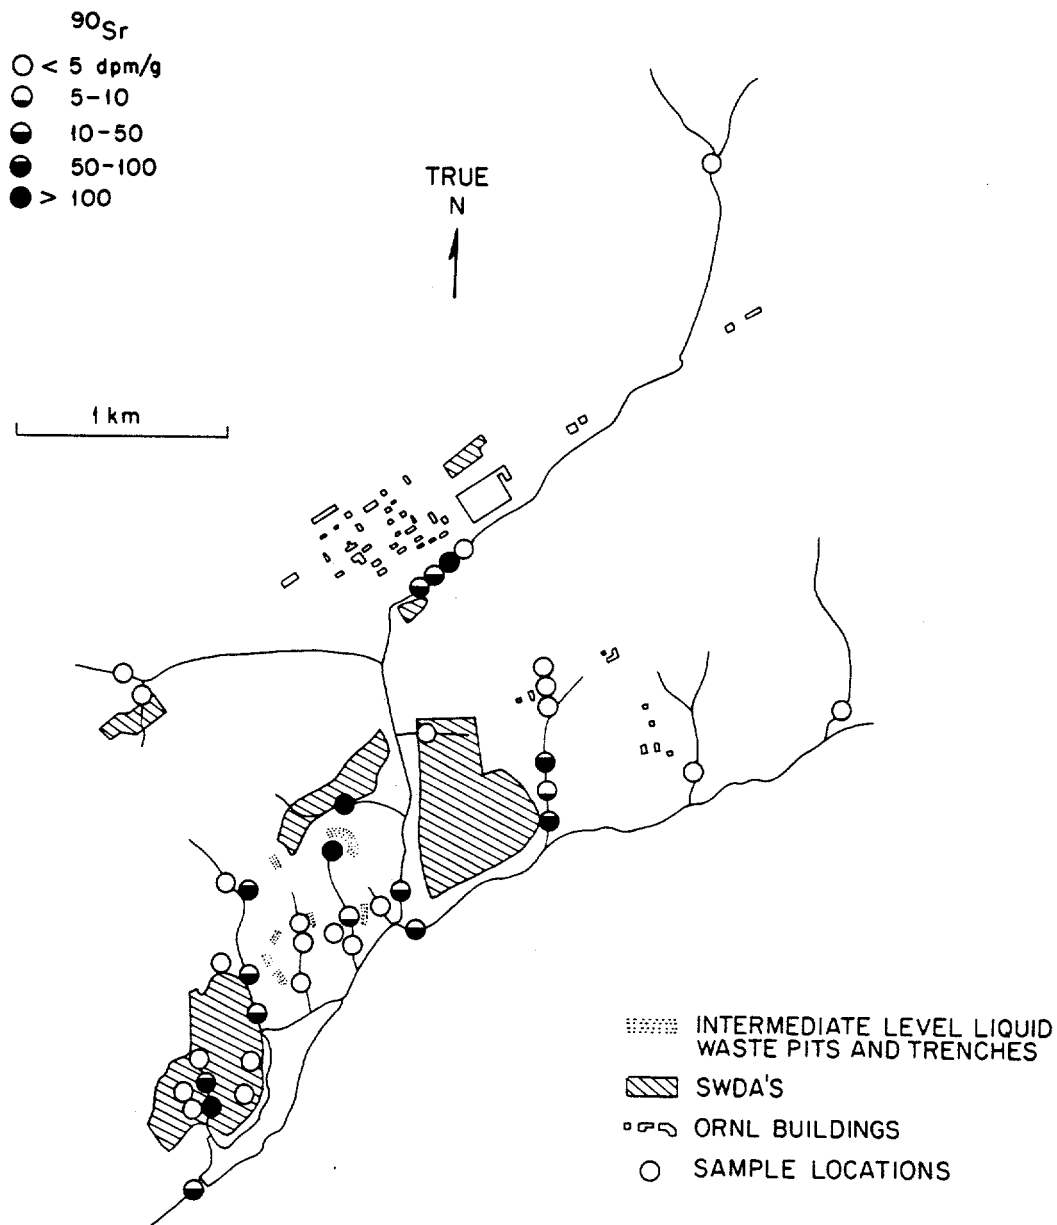 90Sr
< 5 dpm/g
5-10
10-50
50-100
> 100
TRUE
N
1 km
INTERMEDIATE LEVEL LIQUID
WASTE PITS AND TRENCHES
SWDA'S
ORNL BUILDINGS
SAMPLE LOCATIONS